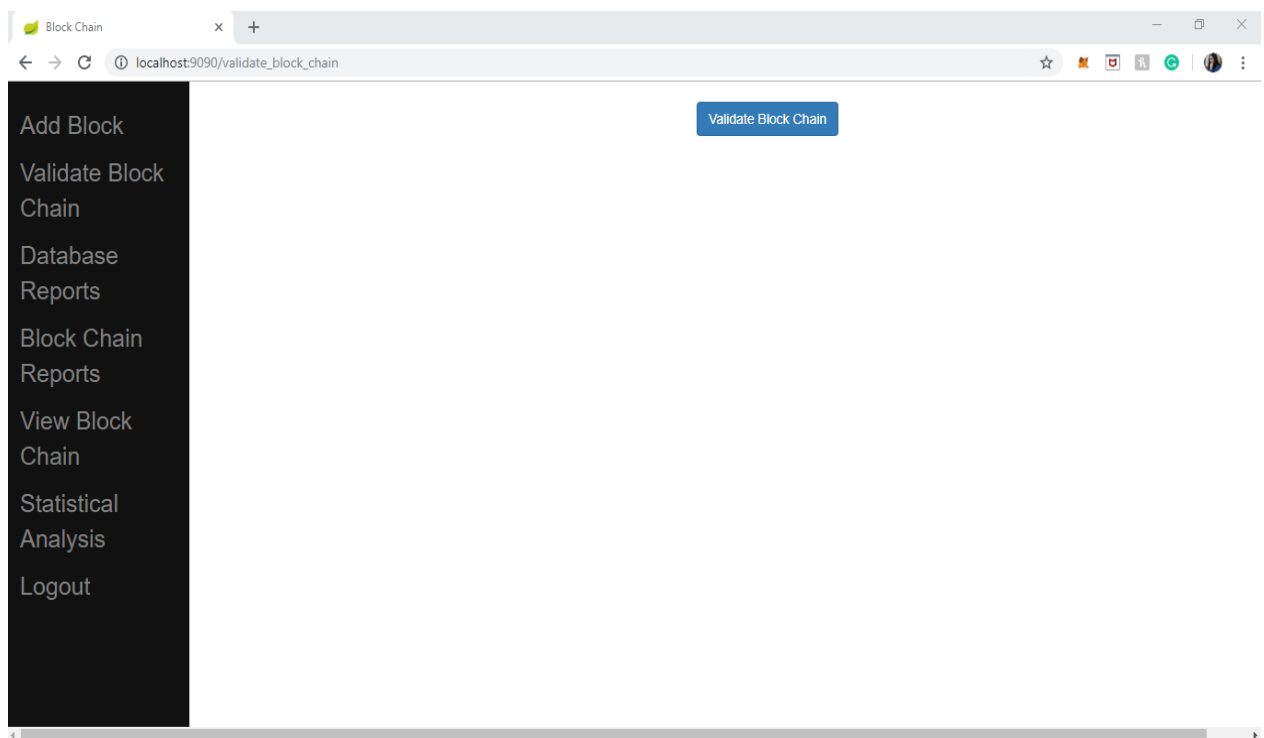 Block Chain
localhost:9090/validate_block_chain
Add Block
Validate Block
Chain
Database
Reports
Block Chain
Reports
View Block
Chain
Statistical
Analysis
Logout
Validate Block Chain